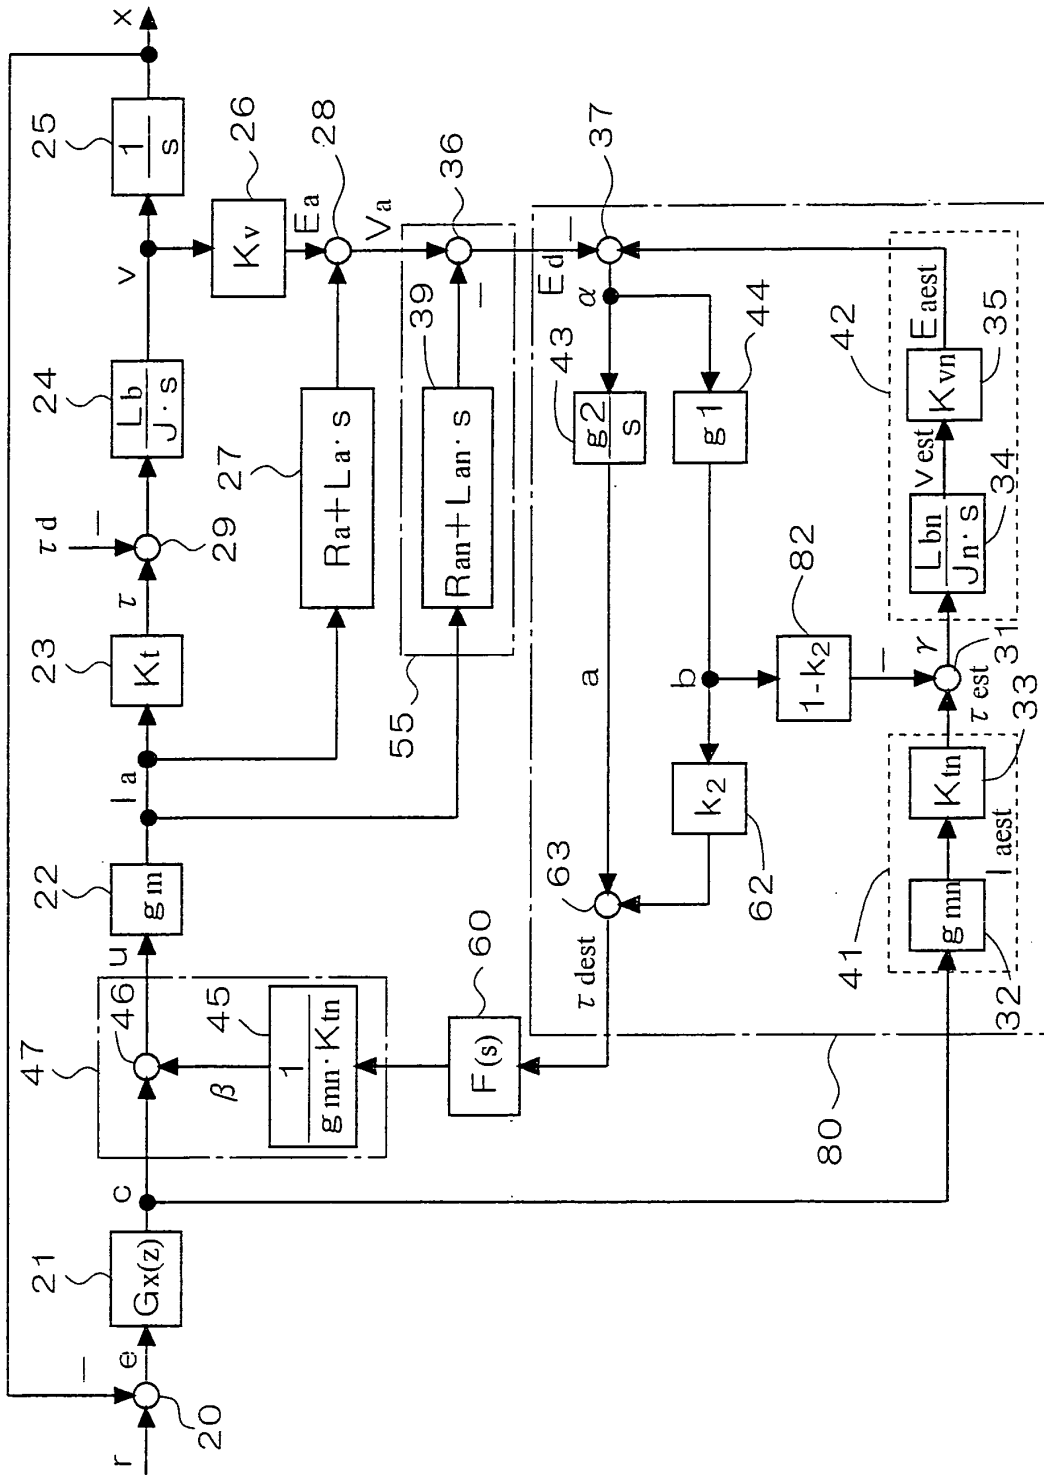 r
e
20
Gx(z)
21
c
47
46
u
β
45
1
gmn· Ktn
gm
22
Ia
Kt
23
τ
τd
29
Lb
J· s
24
v
1
s
25
x
Kv
26
Ea
28
Va
Ra+La· s
27
55
Ran+Lan· s
39
36
Ed
37
α
g2
s
43
g1
44
a
b
k2
62
63
1-k2
82
τdest
F(s)
60
80
41
gmn
32
Iaest
Ktn
33
τest
31
γ
Lbn
Jn· s
34
vest
Kvn
35
Eaest
42